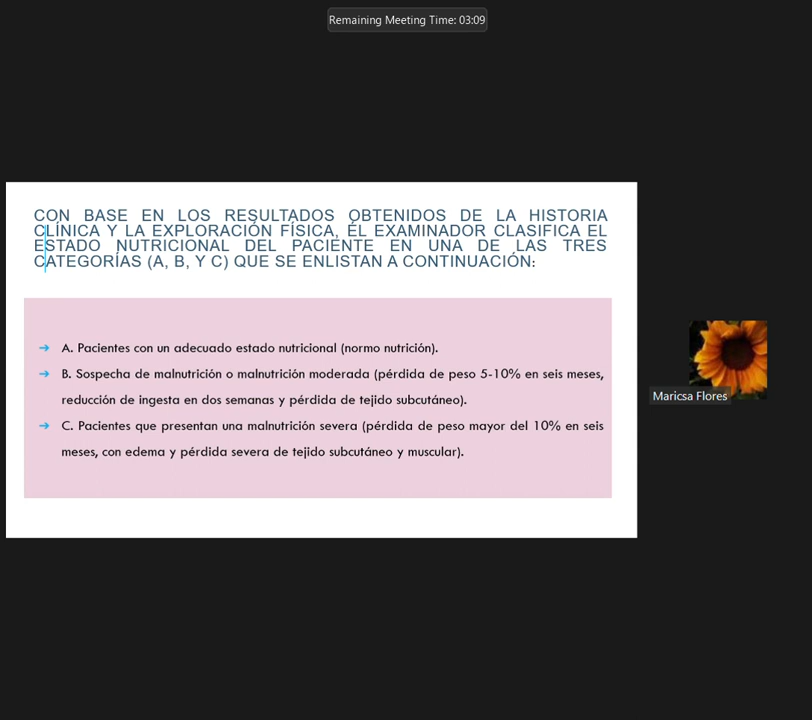 Remaining Meeting Time: 03:09
CON BASE EN LOS RESULTADOS OBTENIDOS DE LA HISTORIA
CLÍNICA Y LA EXPLORACIÓN FÍSICA, ÉL EXAMINADOR CLASIFICA EL
ESTADO NUTRICIONAL DEL PACIENTE EN UNA DE LAS TRES
CATEGORÍAS (A, B, Y C) QUE SE ENLISTAN A CONTINUACIÓN:
A. Pacientes con un adecuado estado nutricional (normo nutrición).
B. Sospecha de malnutrición o malnutrición moderada (pérdida de peso 5-10% en seis meses,
reducción de ingesta en dos semanas y pérdida de tejido subcutáneo).
C. Pacientes que presentan una malnutrición severa (pérdida de peso mayor del 10% en seis
meses, con edema y pérdida severa de tejido subcutáneo y muscular).
Maricsa Flores